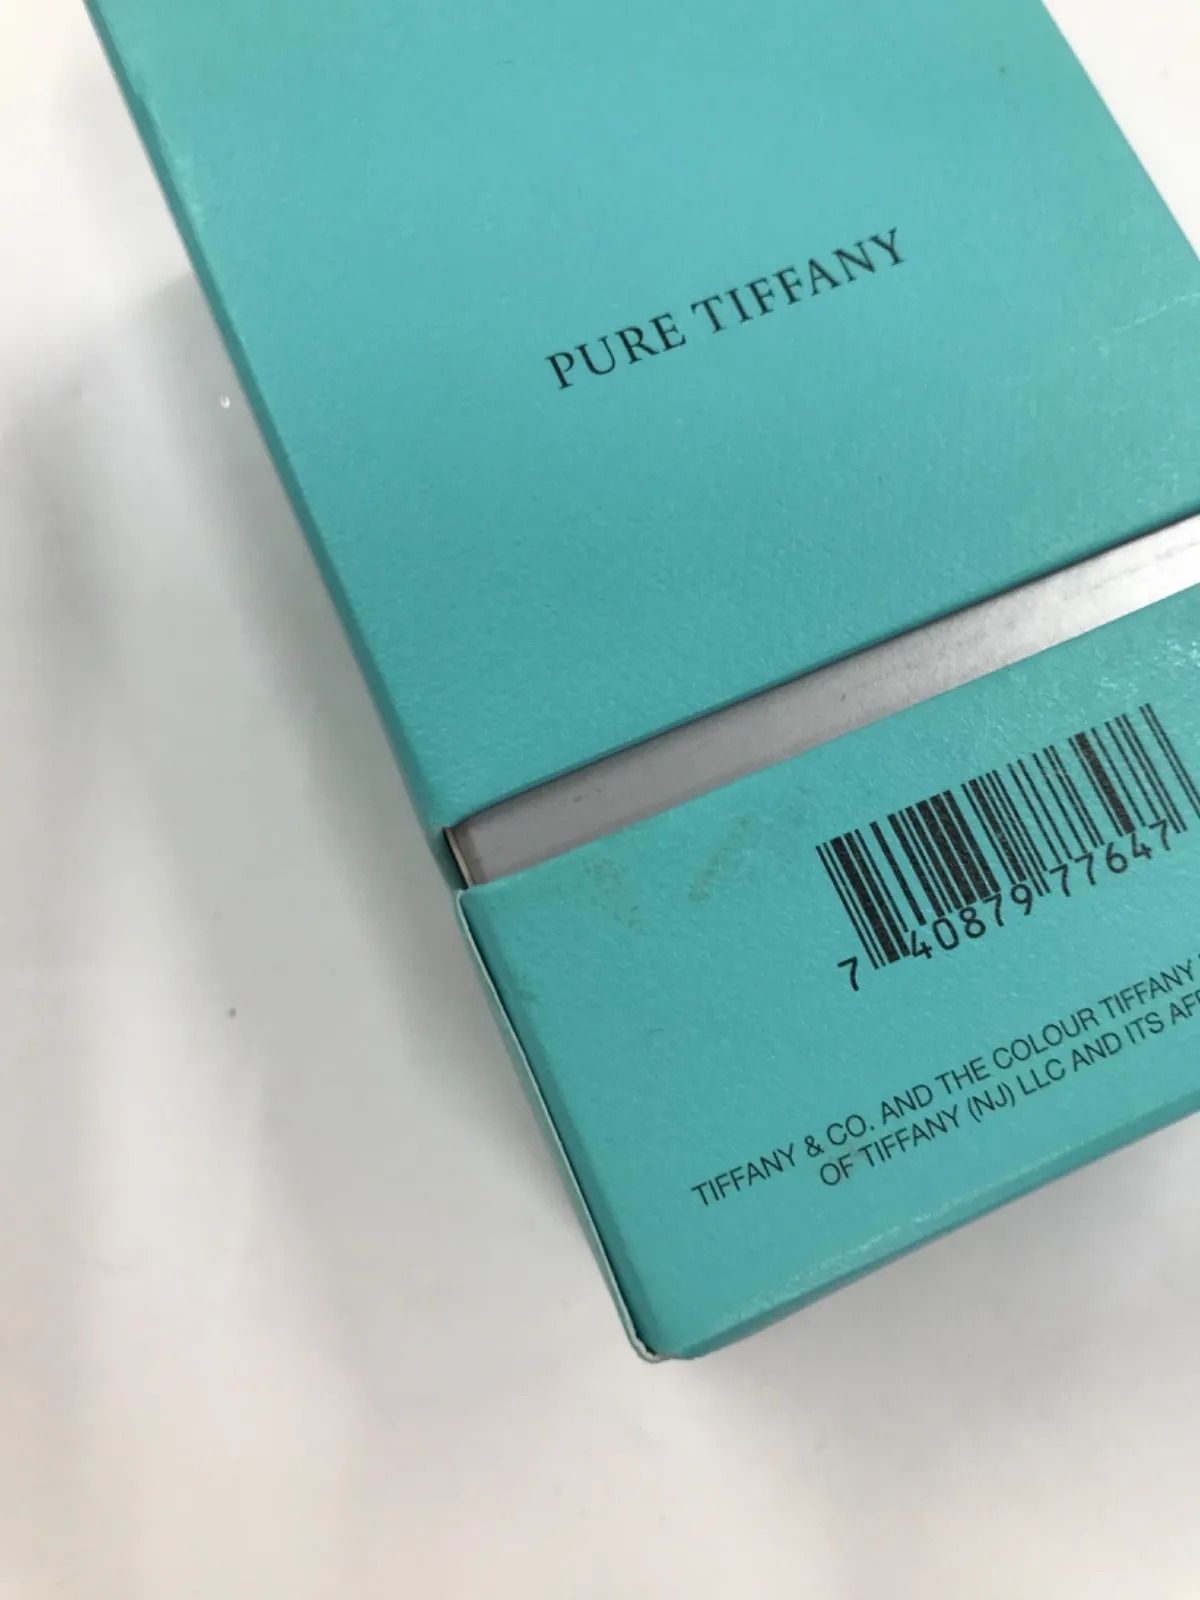 PURE TIFFANY
7 40879 77647
TIFFANY & CO. AND THE COLOUR TIFFANY
OF TIFFANY (NJ) LLC AND ITS